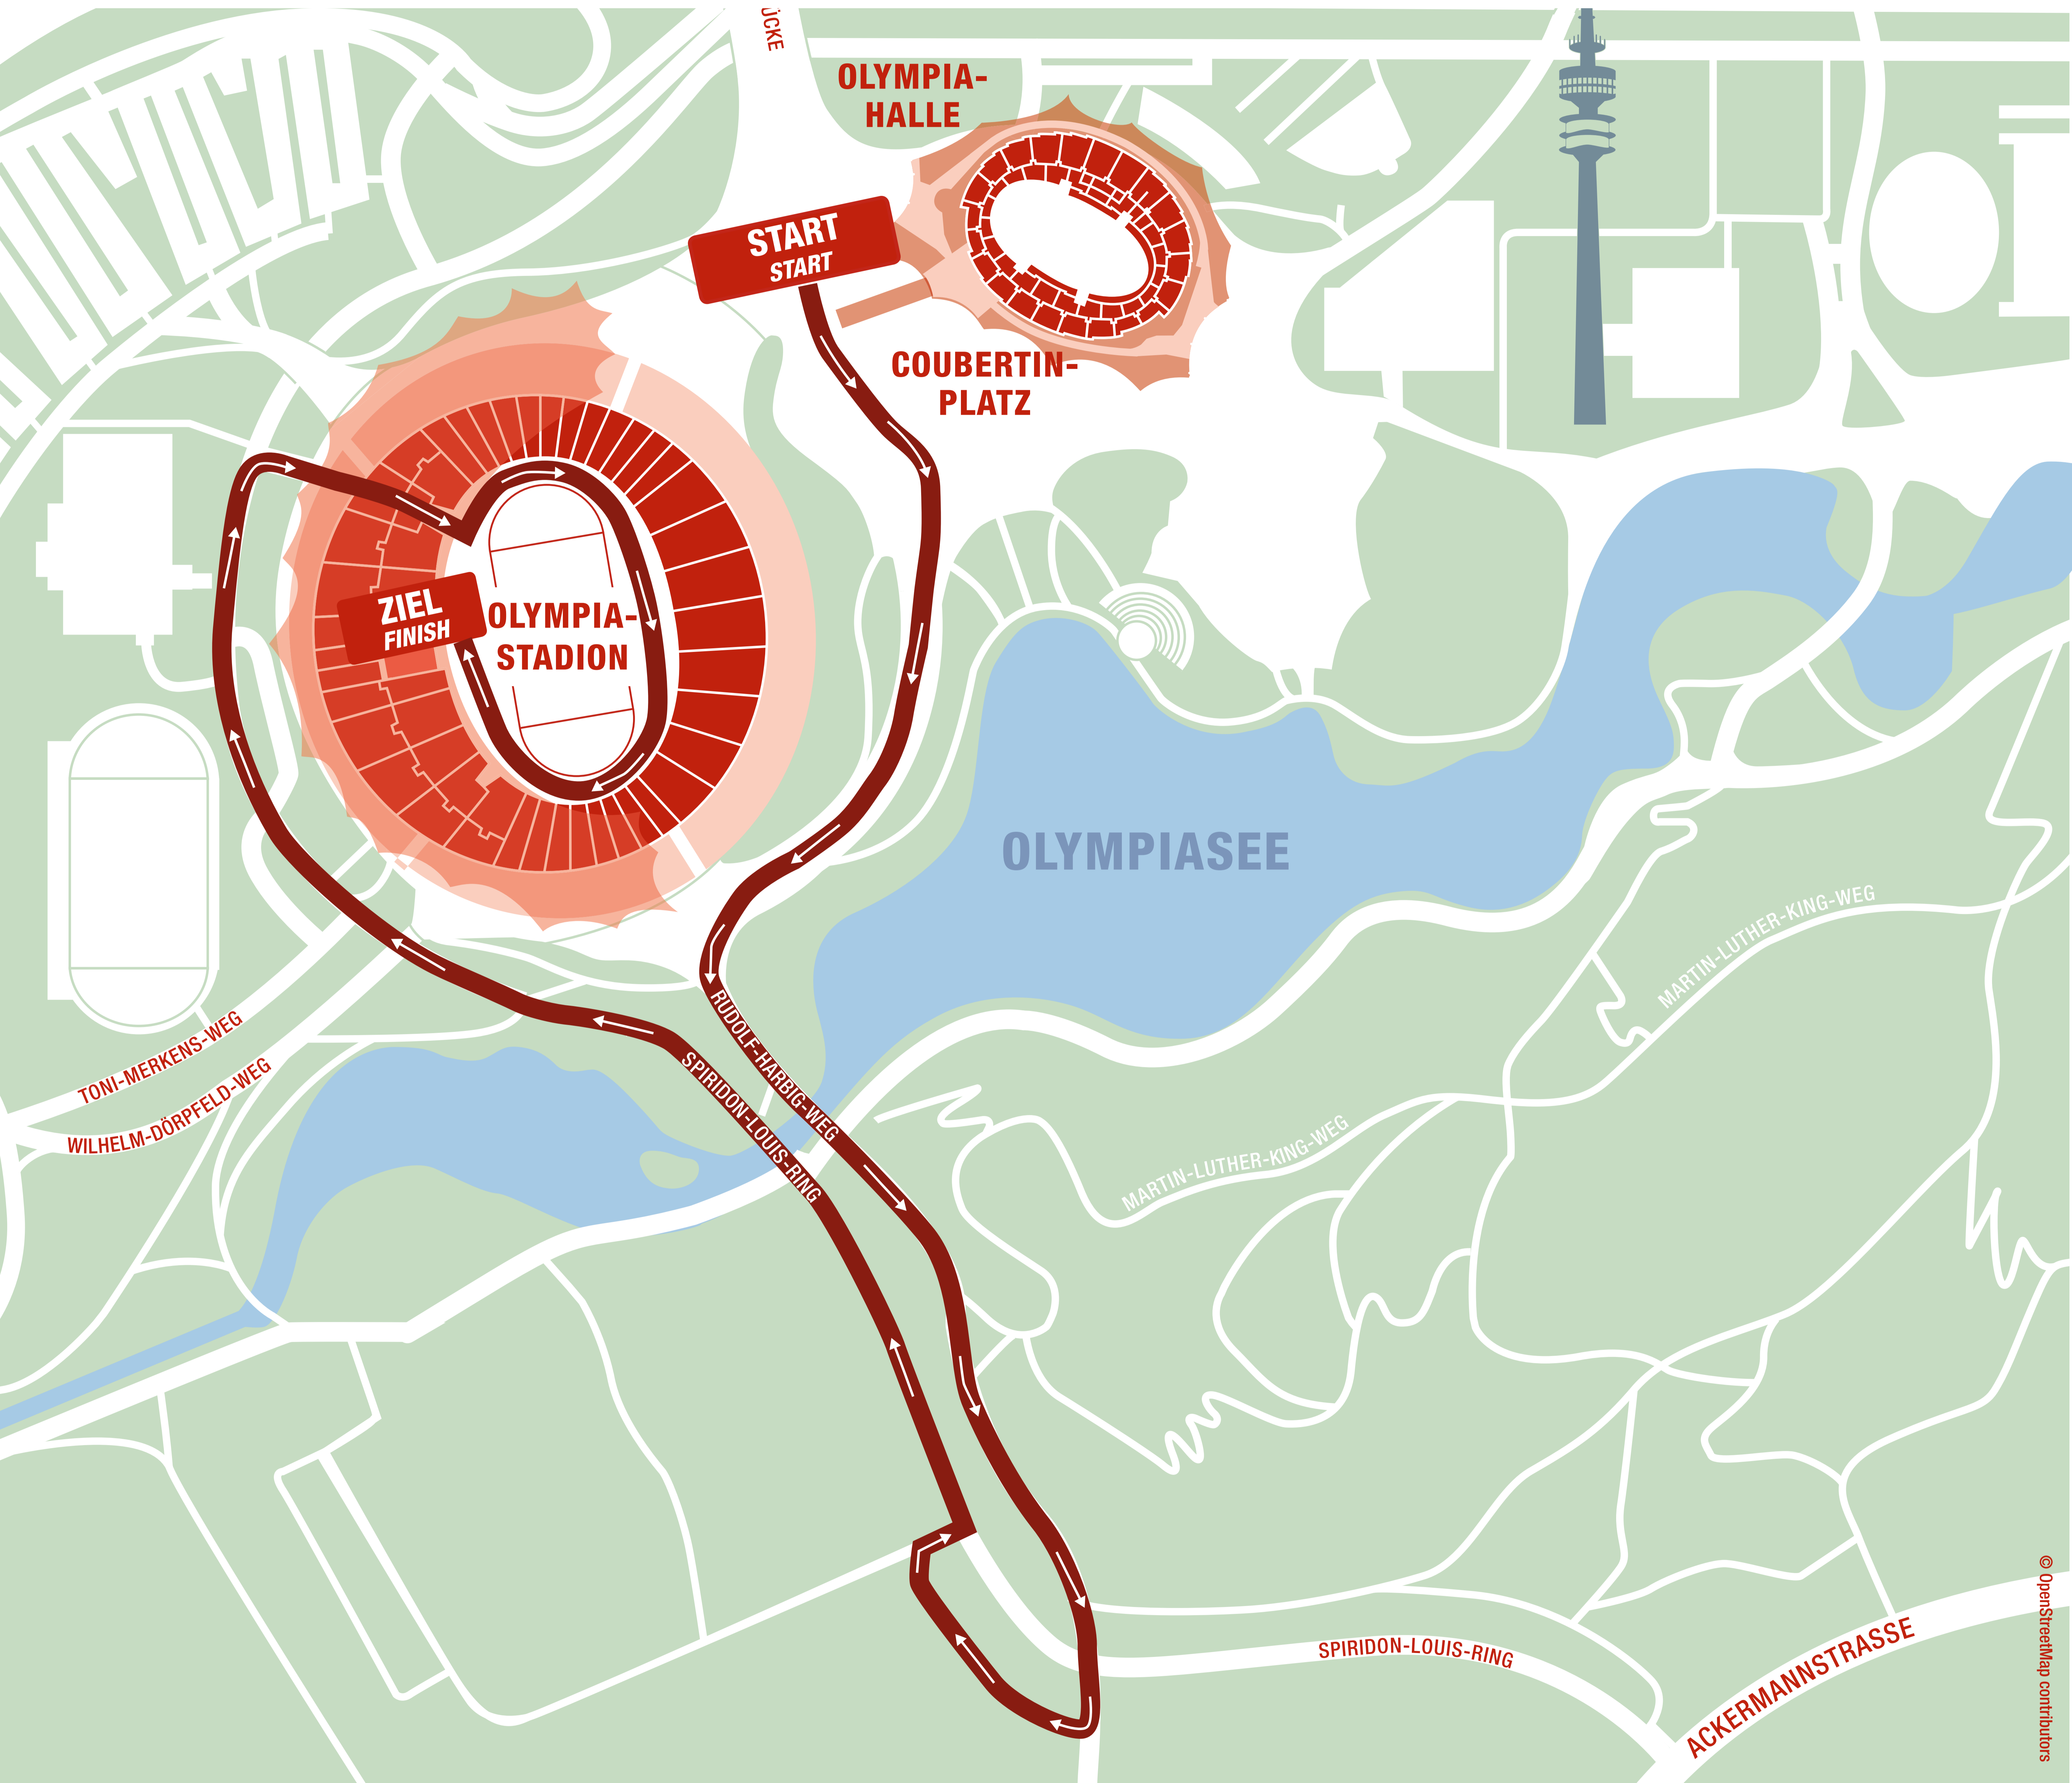 ÜCKE
OLYMPIA-
HALLE
START
START
COUBERTIN-
PLATZ
ZIEL
FINISH
OLYMPIA-
STADION
OLYMPIASEE
MARTIN-LUTHER-KING-WEG
RUDOLF-HARBIG-WEG
SPIRIDON-LOUIS-RING
TONI-MERKENS-WEG
WILHELM-DÖRPFELD-WEG
MARTIN-LUTHER-KING-WEG
SPIRIDON-LOUIS-RING
ACKERMANNSTRASSE
© OpenStreetMap contributors